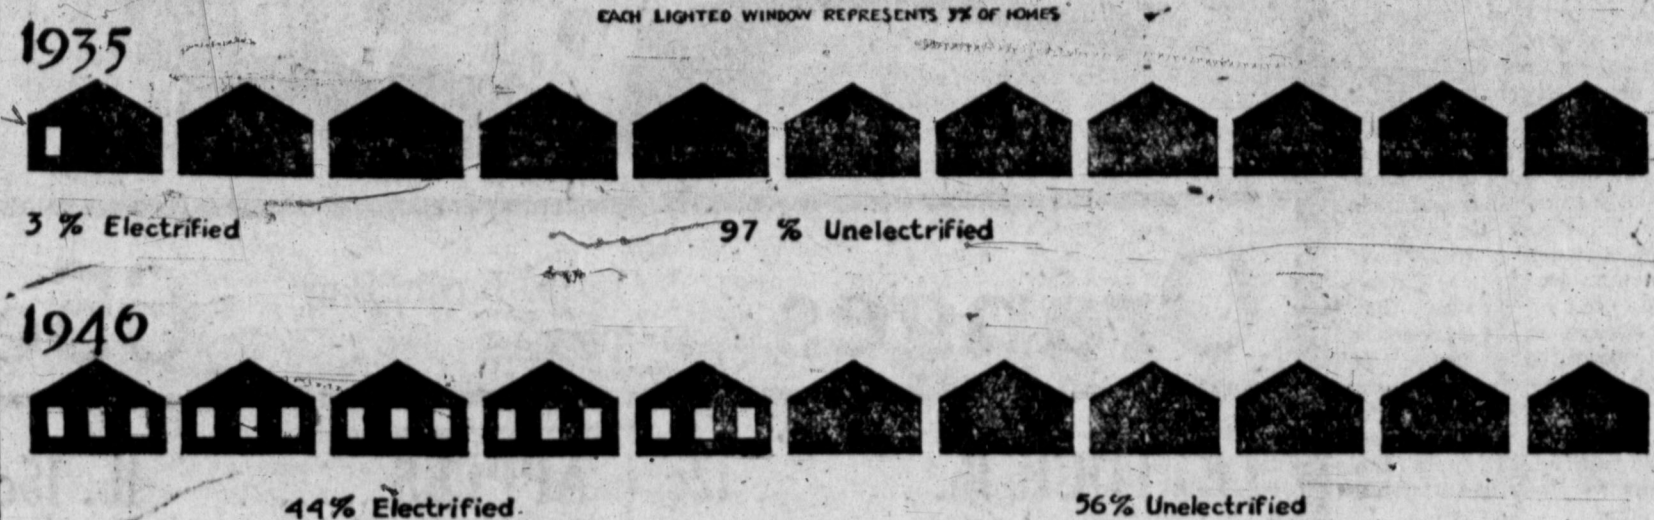 EACH LIGHTED WINDOW REPRESENTS 3% OF HOMES
1935
3 % Electrified
97 % Unelectrified
1946
44% Electrified.
56% Unelectrified